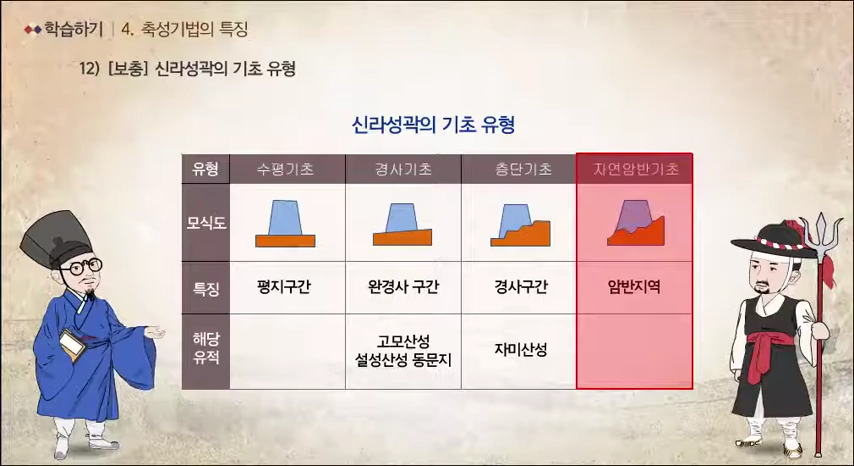 학습하기 | 4. 축성기법의 특징
12) [보충] 신라성곽의 기초 유형
신라성곽의 기초 유형
유형 수평기초 경사기초 층단기초 자연암반기초
모식도
특징 평지구간 완경사 구간 경사구간 암반지역
해당
유적
고모산성
설성산성 동문지
자미산성